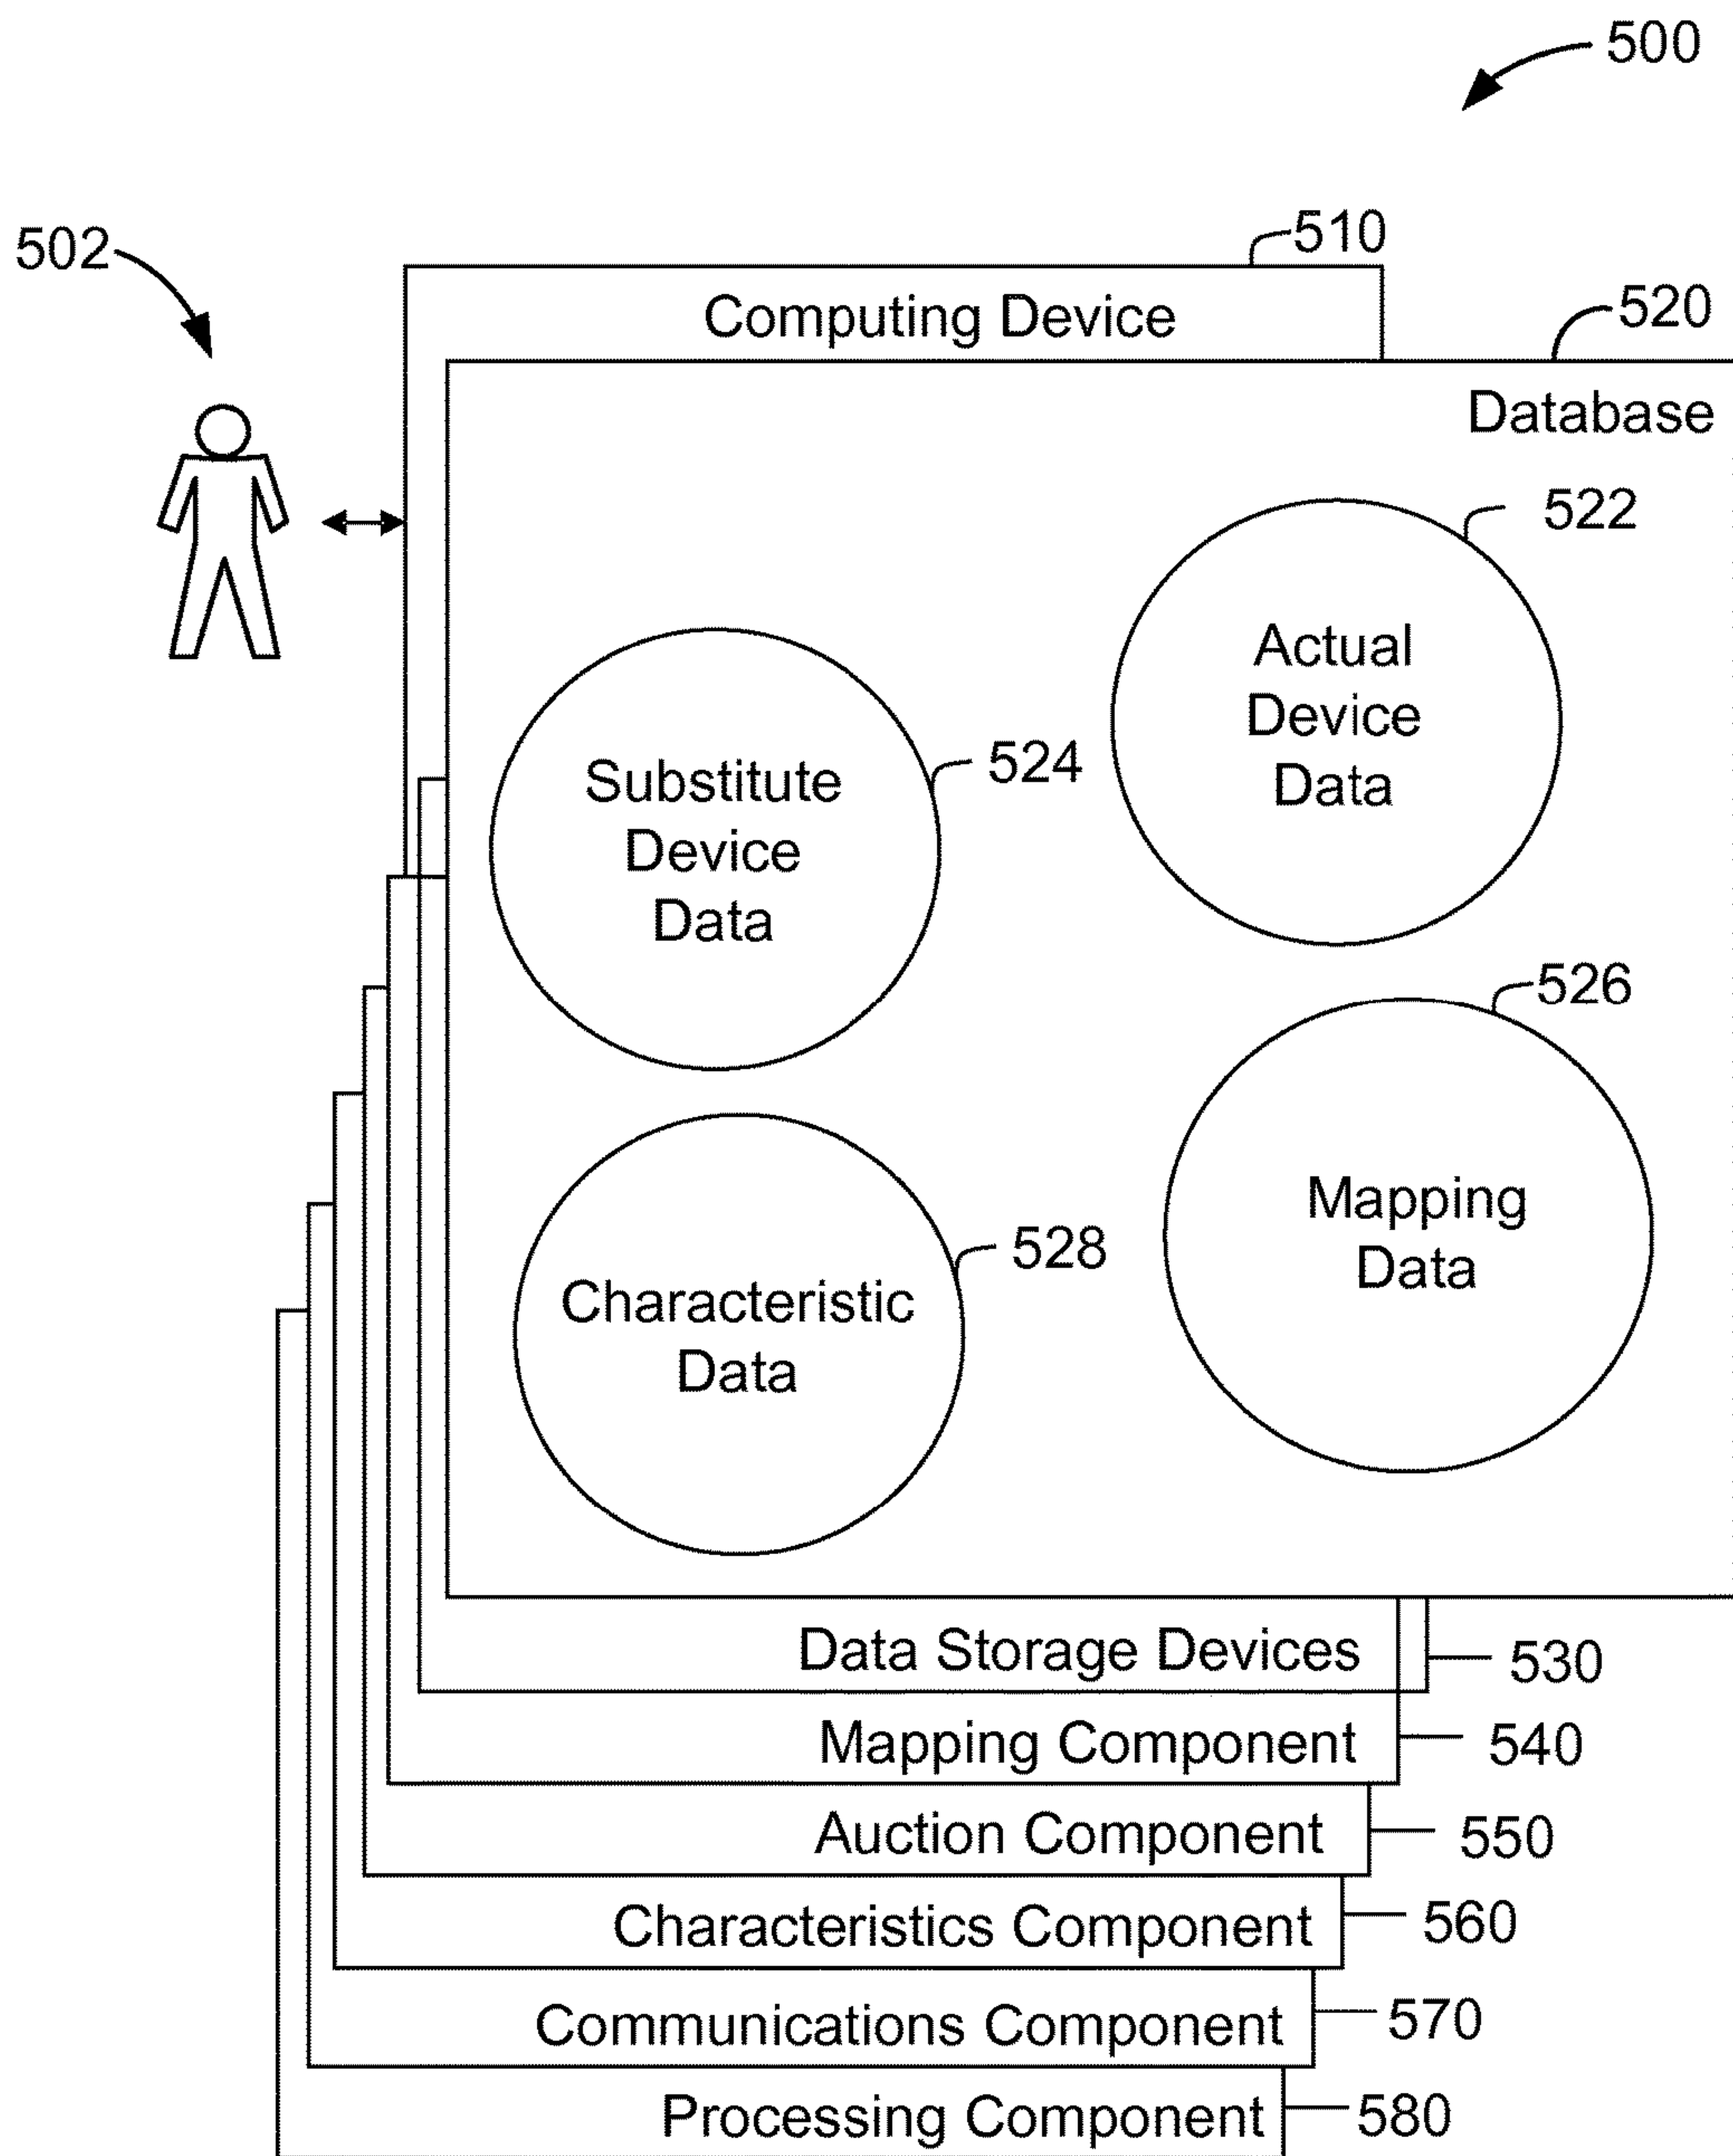 500
502
510
Computing Device
520
Database
522
Actual
Device
Data
524
Substitute
Device
Data
526
Mapping
Data
528
Characteristic
Data
Data Storage Devices
530
Mapping Component
540
Auction Component
550
Characteristics Component
560
Communications Component
570
Processing Component
580